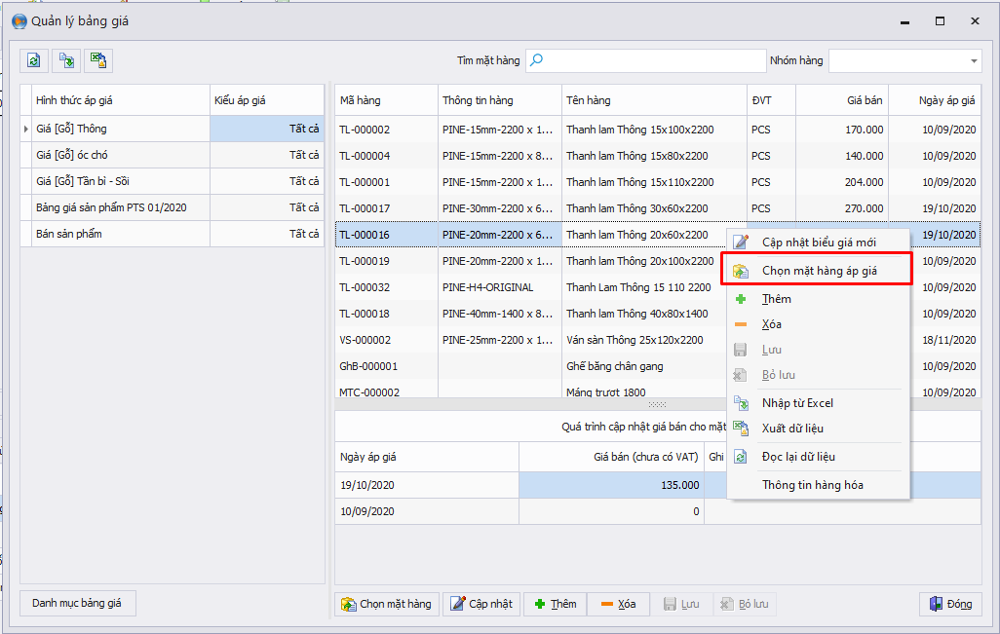 Quản lý bảng giá
Tìm mặt hàng
Nhóm hàng
Hình thức áp giá Kiểu áp giá
Giá [Gỗ] Thông Tất cả
Giá [Gỗ] óc chó Tất cả
Giá [Gỗ] Tần bì - Sồi Tất cả
Bảng giá sản phẩm PTS 01/2020 Tất cả
Bán sản phẩm Tất cả
Danh mục bảng giá
Mã hàng Thông tin hàng Tên hàng ĐVT Giá bán Ngày áp giá
TL-000002 PINE-15mm-2200 x 1... Thanh lam Thông 15x100x2200 PCS 170.000 10/09/2020
TL-000004 PINE-15mm-2200 x 8... Thanh lam Thông 15x80x2200 PCS 140.000 10/09/2020
TL-000001 PINE-15mm-2200 x 1... Thanh lam Thông 15x110x2200 PCS 204.000 10/09/2020
TL-000017 PINE-30mm-2200 x 6... Thanh lam Thông 30x60x2200 PCS 270.000 19/10/2020
TL-000016 PINE-20mm-2200 x 6... Thanh lam Thông 20x60x2200 19/10/2020
TL-000019 PINE-20mm-2200 x 1... Thanh lam Thông 20x100x2200 10/09/2020
TL-000032 PINE-H4-ORIGINAL Thanh Lam Thông 15 110 2200 10/09/2020
TL-000018 PINE-40mm-1400 x 8... Thanh lam Thông 40x80x1400 10/09/2020
VS-000002 PINE-25mm-2200 x 1... Ván sàn Thông 25x120x2200 18/11/2020
GhB-000001 Ghế băng chân gang 10/09/2020
MTC-000002 Máng trượt 1800 10/09/2020
Quá trình cập nhật giá bán cho mặt
Ngày áp giá Giá bán (chưa có VAT) Ghi
19/10/2020 135.000
10/09/2020 0
Cập nhật biểu giá mới
Chọn mặt hàng áp giá
Thêm
Xóa
Lưu
Bỏ lưu
Nhập từ Excel
Xuất dữ liệu
Đọc lại dữ liệu
Thông tin hàng hóa
Chọn mặt hàng Cập nhật Thêm Xóa Lưu Bỏ lưu Đóng